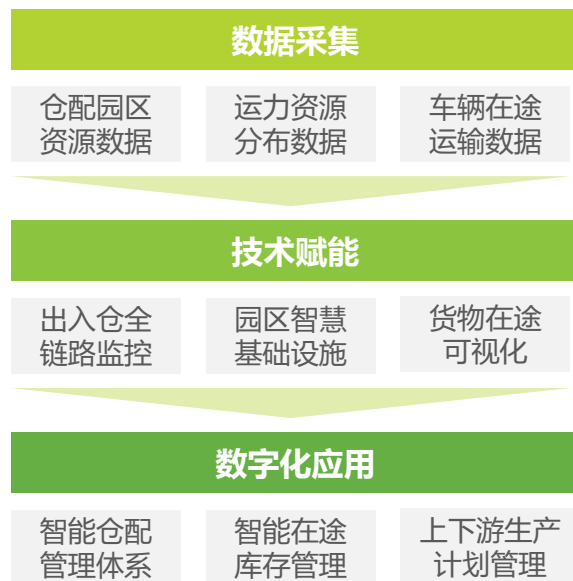 数据采集
仓配园区
资源数据
运力资源
分布数据
车辆在途
运输数据
技术赋能
出入仓全
链路监控
园区智慧
基础设施
货物在途
可视化
数字化应用
智能仓配
管理体系
智能在途
库存管理
上下游生产
计划管理